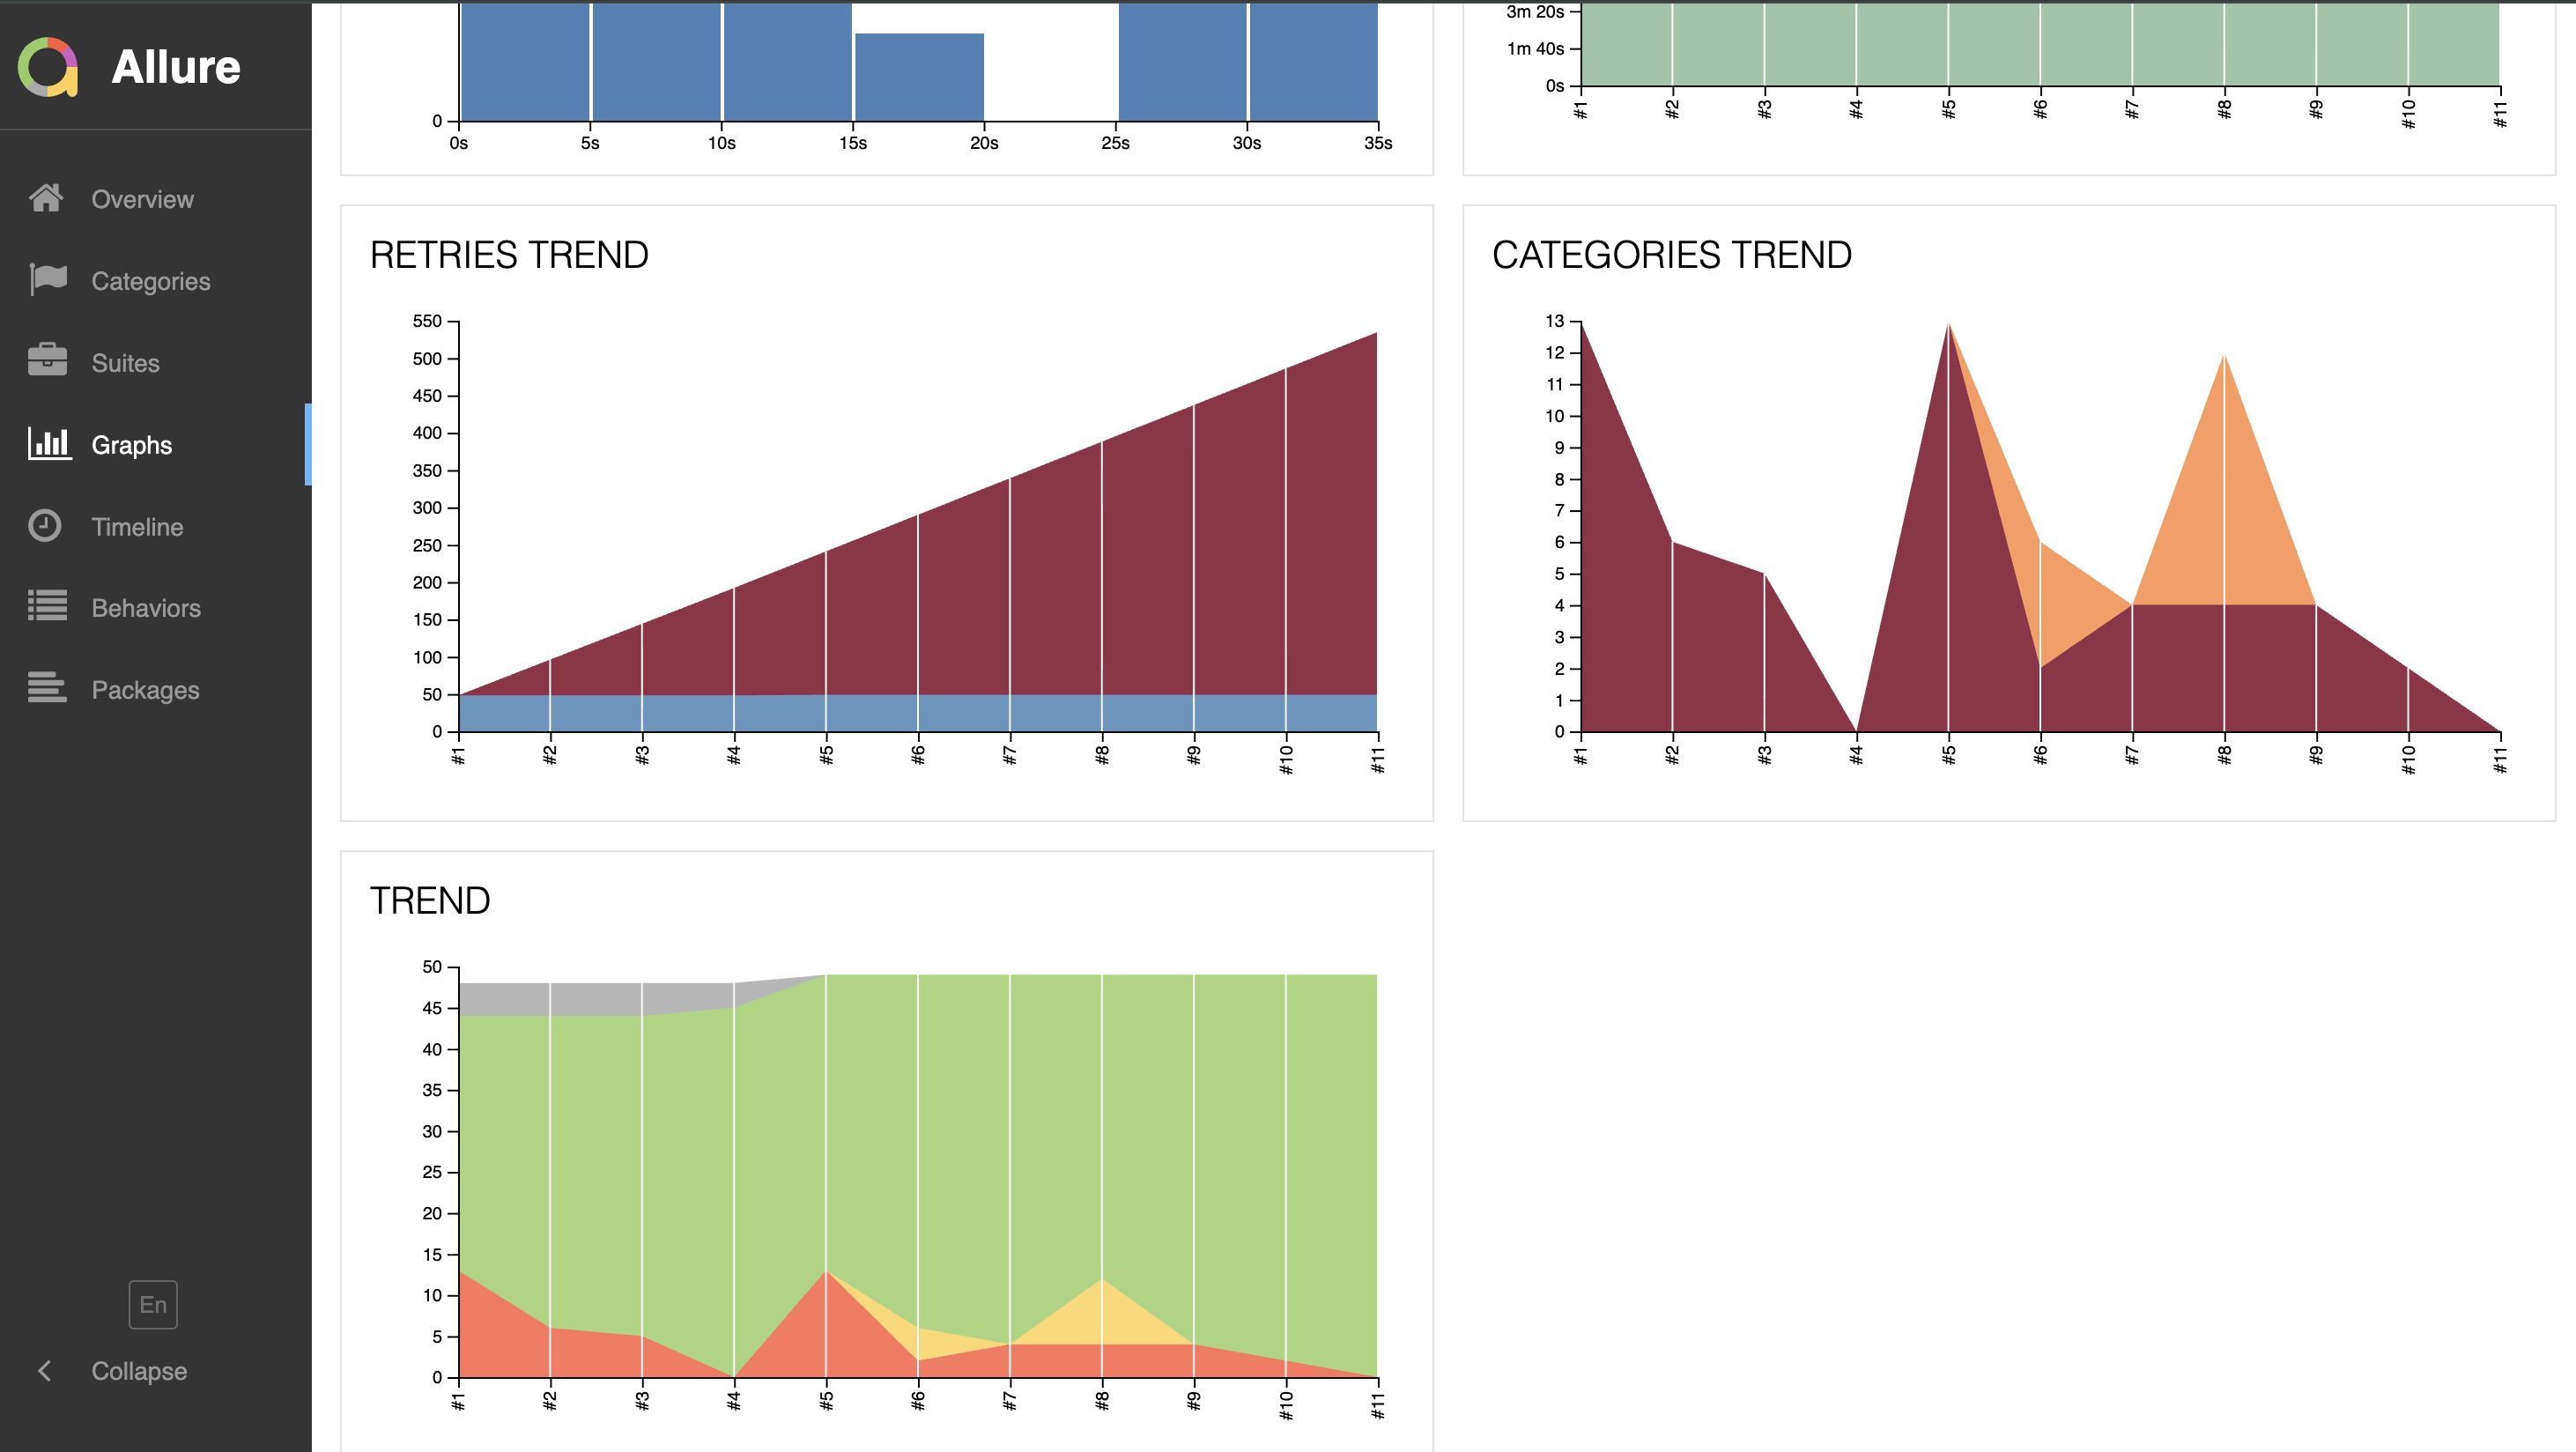 Allure
Overview
Categories
Suites
Graphs
Timeline
Behaviors
Packages
En
Collapse
0
0s 5s 10s 15s 20s 25s 30s 35s
3m 20s
1m 40s
0s
#1 #2 #3 #4 #5 #6 #7 #8 #9 #10 #11
RETRIES TREND
550
500
450
400
350
300
250
200
150
100
50
0
#1 #2 #3 #4 #5 #6 #7 #8 #9 #10 #11
CATEGORIES TREND
13
12
11
10
9
8
7
6
5
4
3
2
1
0
#1 #2 #3 #4 #5 #6 #7 #8 #9 #10 #11
TREND
50
45
40
35
30
25
20
15
10
5
0
#1 #2 #3 #4 #5 #6 #7 #8 #9 #10 #11